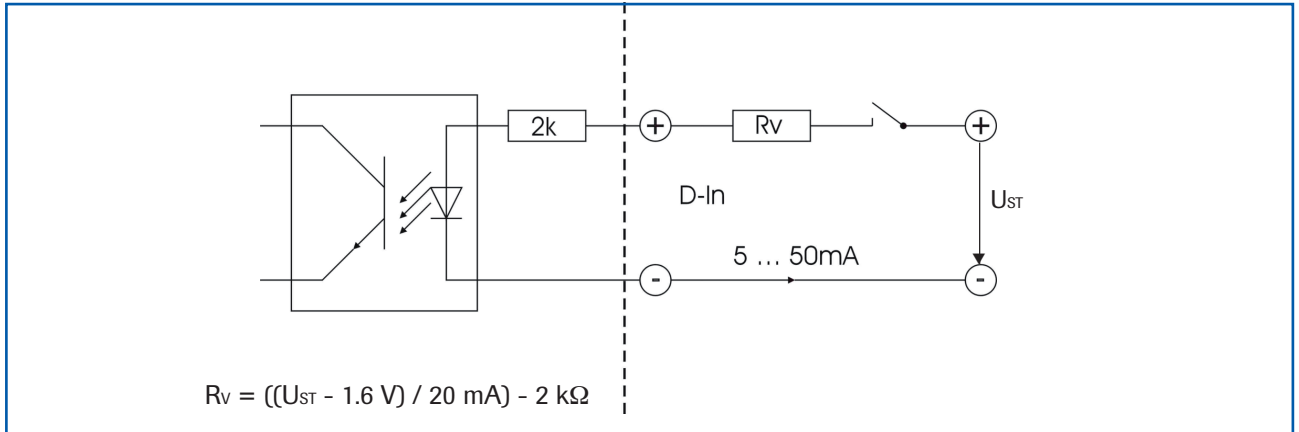 2k
+
Rv
+
D-In
UST
5 ... 50mA
-
-
RV = ((UST - 1.6 V) / 20 mA) - 2 kΩ